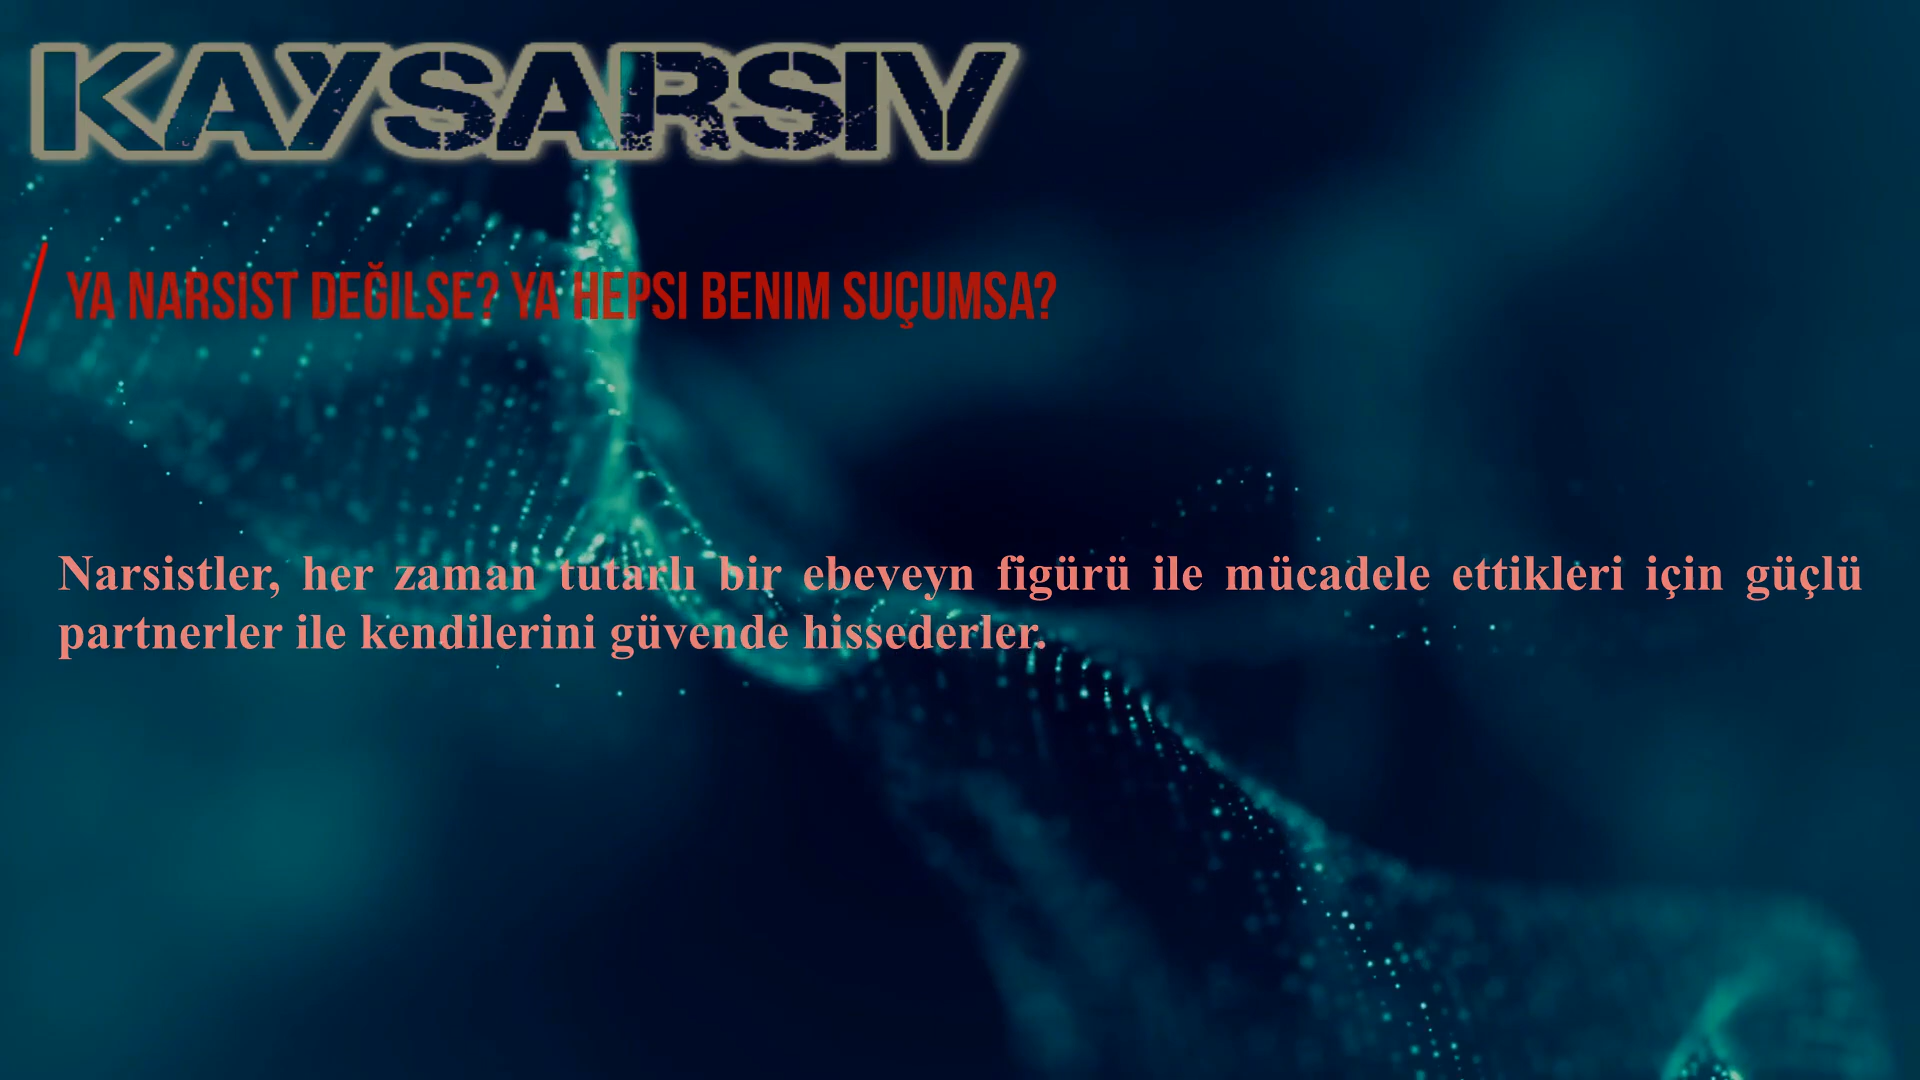 KAYSARSIV
YA NARSIST DEĞILSE? YA HEPSI BENIM SUÇUMSA?
Narsistler, her zaman tutarlı bir ebeveyn figürü ile mücadele ettikleri için güçlü
partnerler ile kendilerini güvende hissederler.